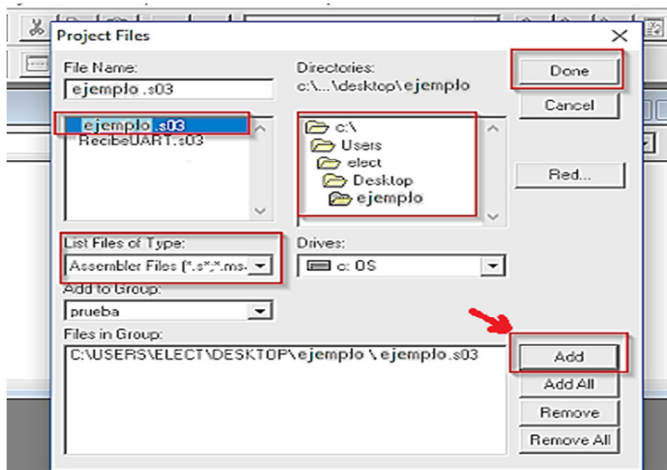 Project Files
File Name:
ejemplo .s03
ejemplo .s03
RecibeUART.s03
List Files of Type:
Assembler Files (*.s*;*.ms.
Add to Group:
prueba
Directories:
c:\...\desktop\ejemplo
c:\
Users
elect
Desktop
ejemplo
Drives:
c: OS
Done
Cancel
Red...
Files in Group:
C:\USERS\ELECT\DESKTOP\ejemplo \ejemplo.s03
Add
Add All
Remove
Remove All